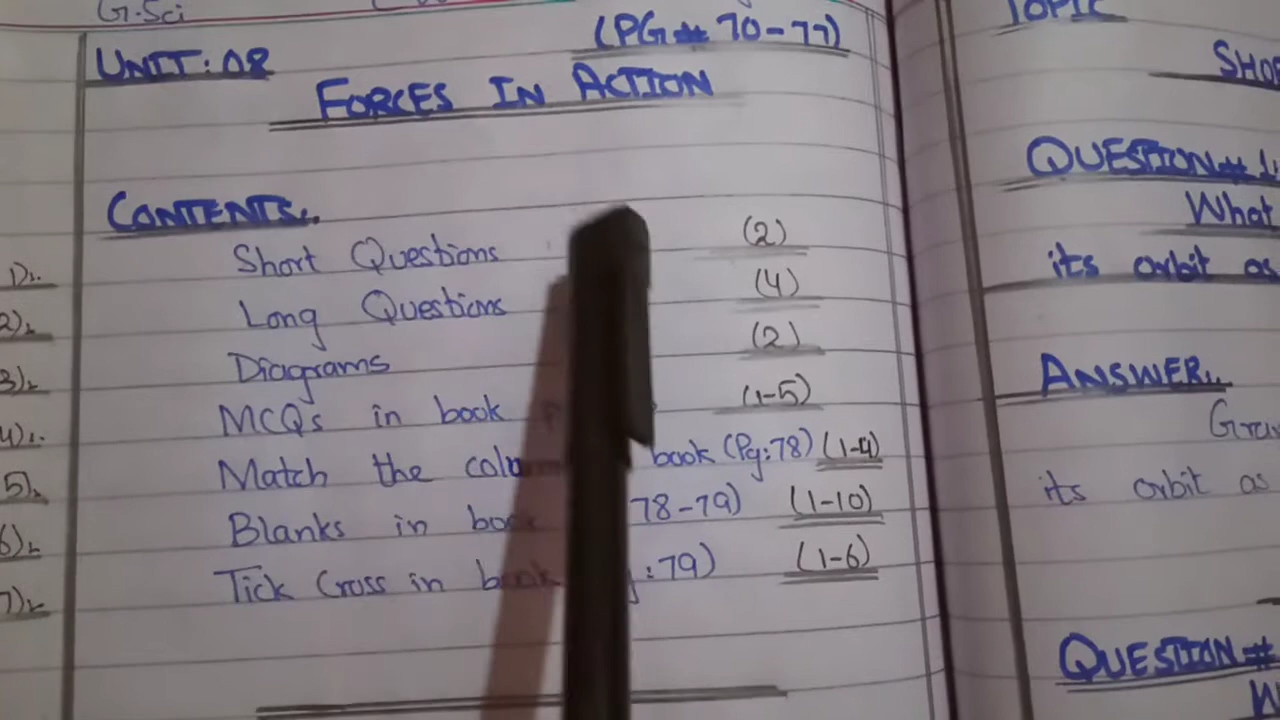 G.Sci
UNIT: 08 (PG# 70-77)
FORCES IN ACTION
CONTENTS:.
1):. Short Questions (2)
2):. Long Questions (4)
3):. Diagrams (2)
4):. MCQs in book (1-5)
5):. Match the book (Pg:78) (1-4)
6):. Blanks in 78-79) (1-10)
7):. Tick Cross in book :79) (1-6)
TOPIC
QUESTION# 1:
What
its orbit as
ANSWER:.
its orbit as
QUESTION#